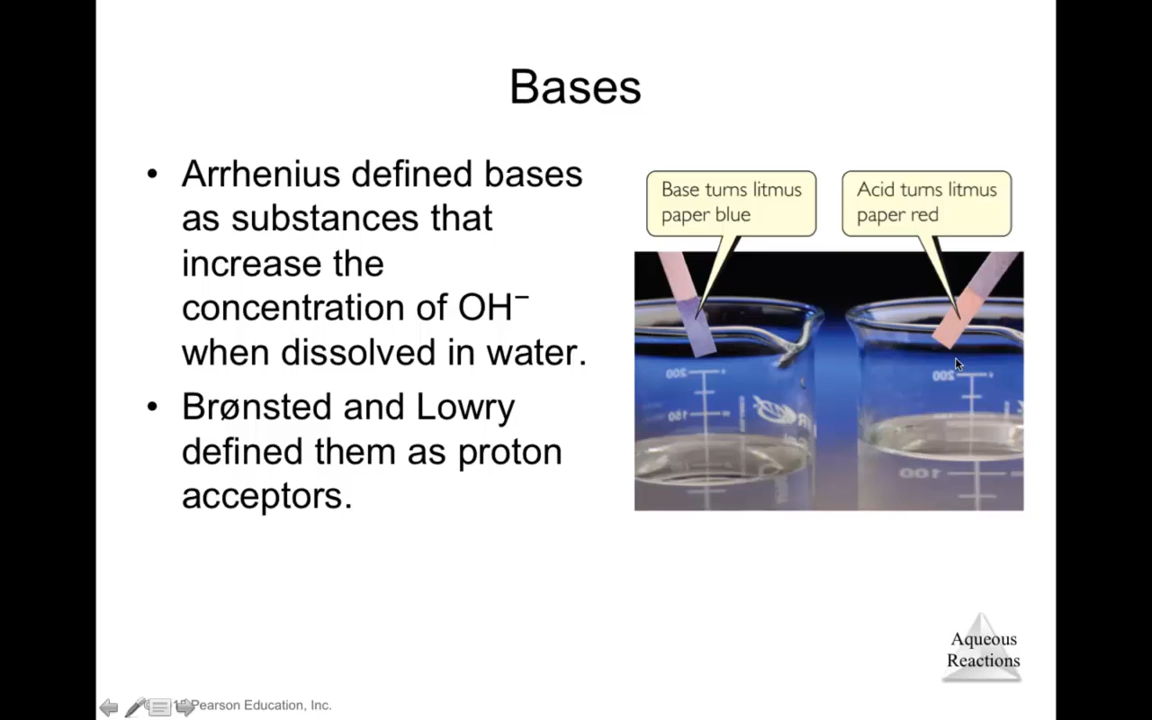 Bases
• Arrhenius defined bases
as substances that
increase the
concentration of OH⁻
when dissolved in water.
• Brønsted and Lowry
defined them as proton
acceptors.
Base turns litmus
paper blue
Acid turns litmus
paper red
200
150
200
100
Aqueous
Reactions
Pearson Education, Inc.